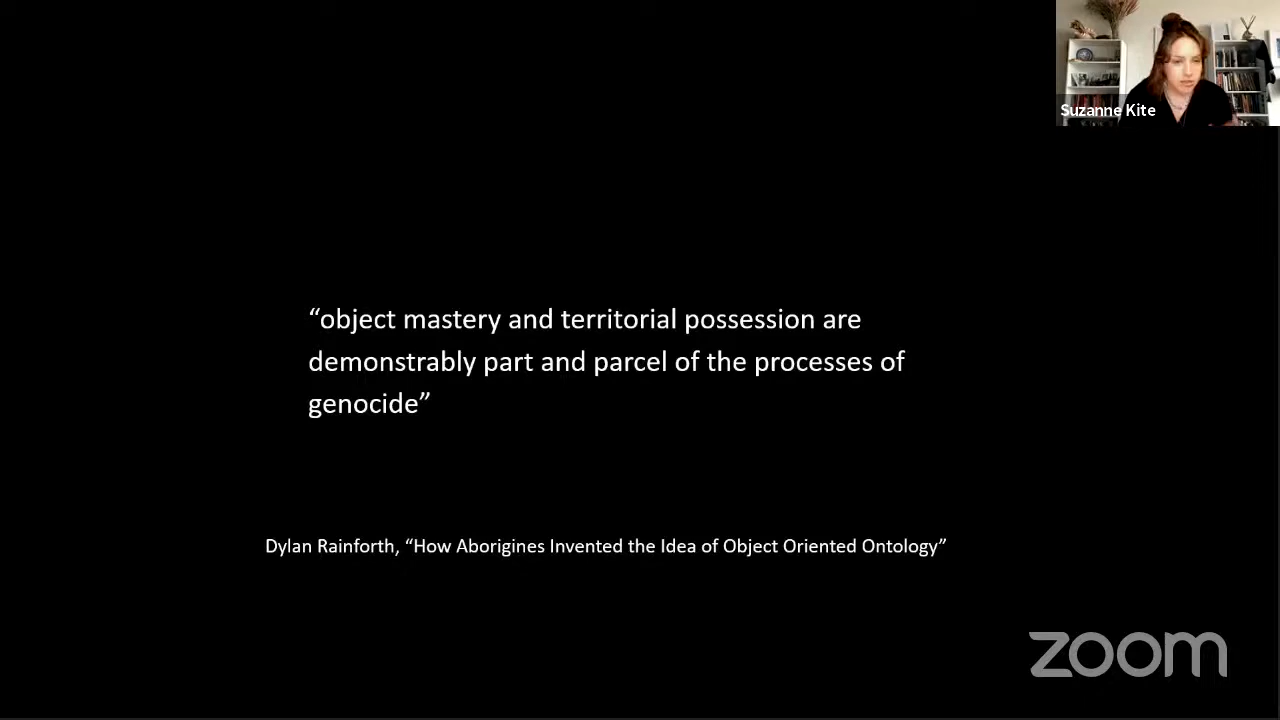 Suzanne Kite
“object mastery and territorial possession are
demonstrably part and parcel of the processes of
genocide”
Dylan Rainforth, “How Aborigines Invented the Idea of Object Oriented Ontology”
zoom